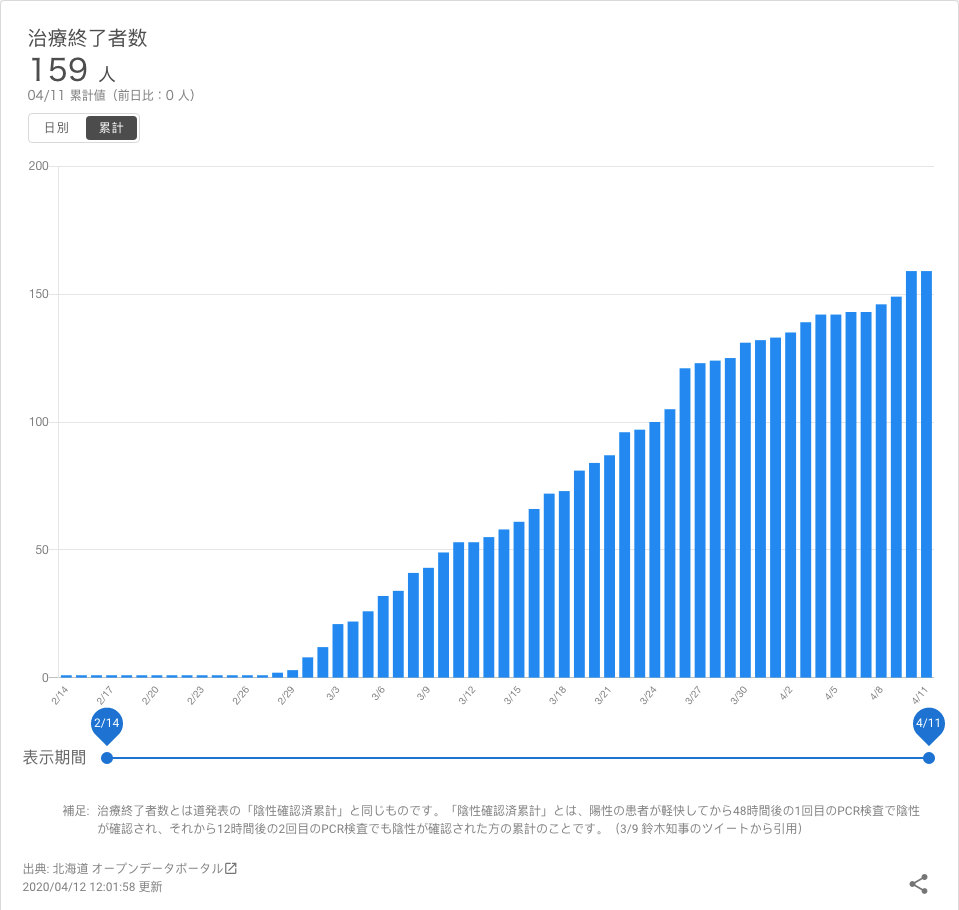 治療終了者数
159 人
04/11 累計値（前日比：0 人）
日別 累計
200
150
100
50
0
2/14 2/17 2/20 2/23 2/26 2/29 3/3 3/6 3/9 3/12 3/15 3/18 3/21 3/24 3/27 3/30 4/2 4/5 4/8 4/11
2/14 4/11
表示期間
補足: 治療終了者数とは道発表の「陰性確認済累計」と同じものです。「陰性確認済累計」とは、陽性の患者が軽快してから48時間後の1回目のPCR検査で陰性
が確認され、それから12時間後の2回目のPCR検査でも陰性が確認された方の累計のことです。（3/9 鈴木知事のツイートから引用）
出典: 北海道 オープンデータポータル
2020/04/12 12:01:58 更新